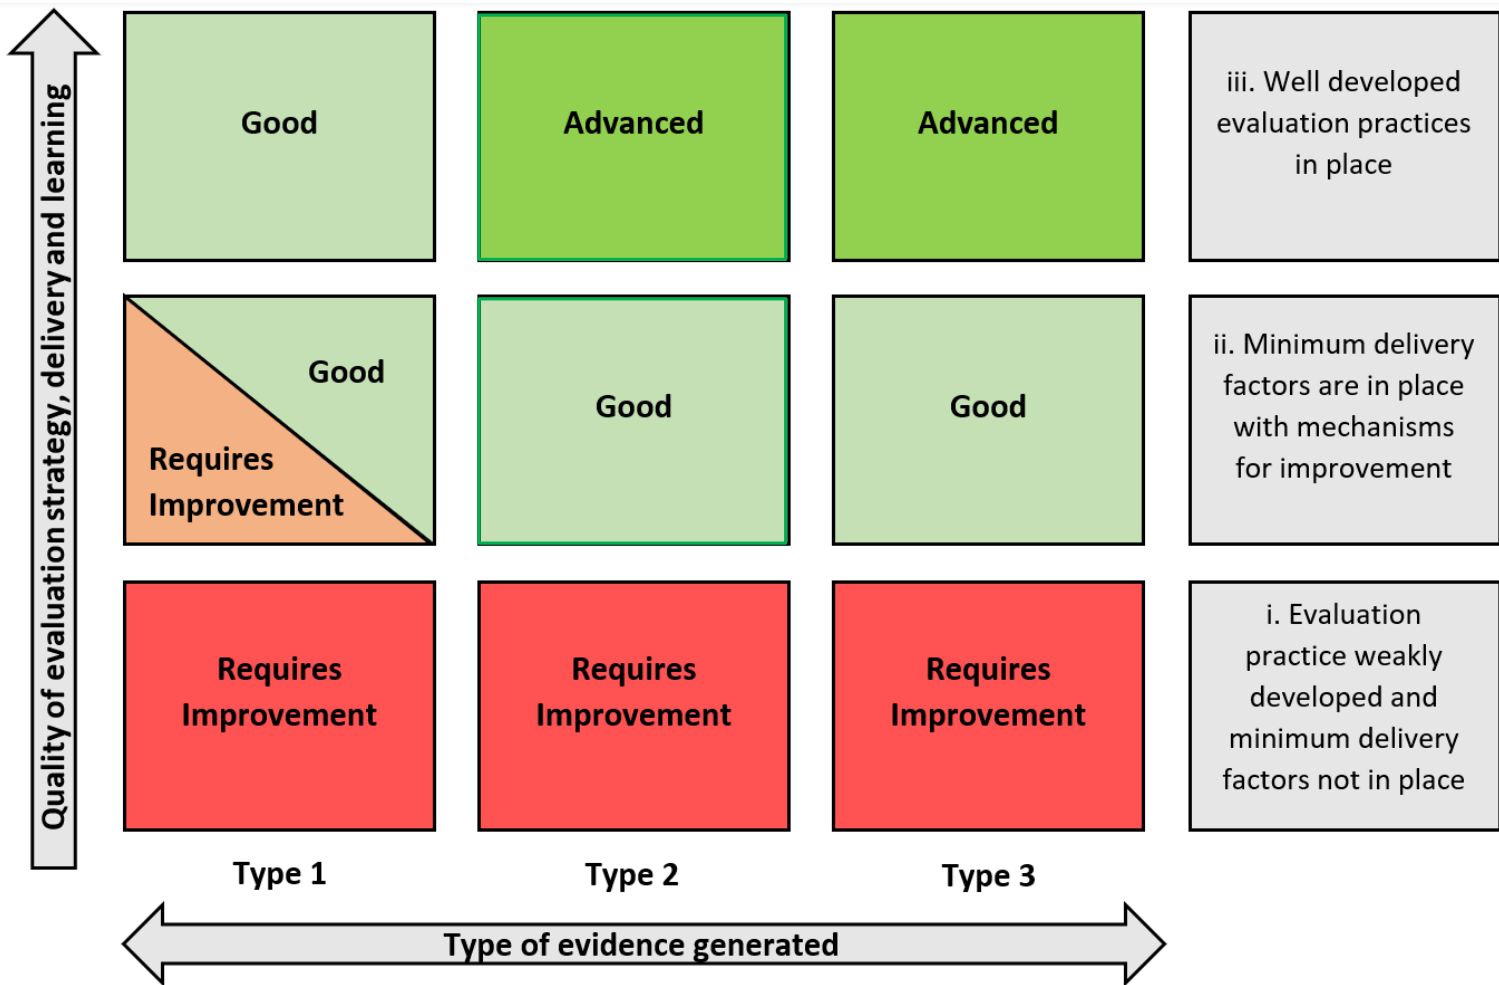 Quality of evaluation strategy, delivery and learning
Good
Advanced
Advanced
iii. Well developed
evaluation practices
in place
Good
Requires
Improvement
Good
Good
ii. Minimum delivery
factors are in place
with mechanisms
for improvement
Requires
Improvement
Requires
Improvement
Requires
Improvement
i. Evaluation
practice weakly
developed and
minimum delivery
factors not in place
Type 1
Type 2
Type 3
Type of evidence generated